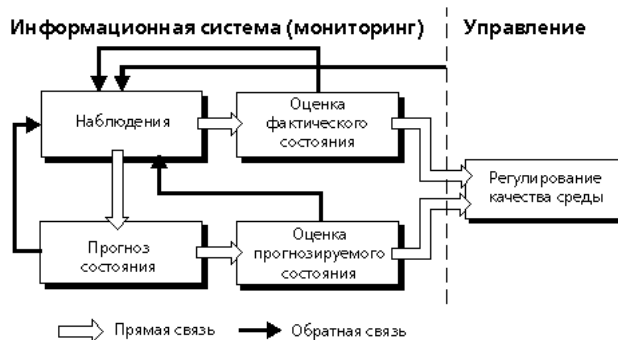 Информационная система (мониторинг)
Управление
Наблюдения
Оценка
фактического
состояния
Регулирование
качества среды
Прогноз
состояния
Оценка
прогнозируемого
состояния
Прямая связь
Обратная связь